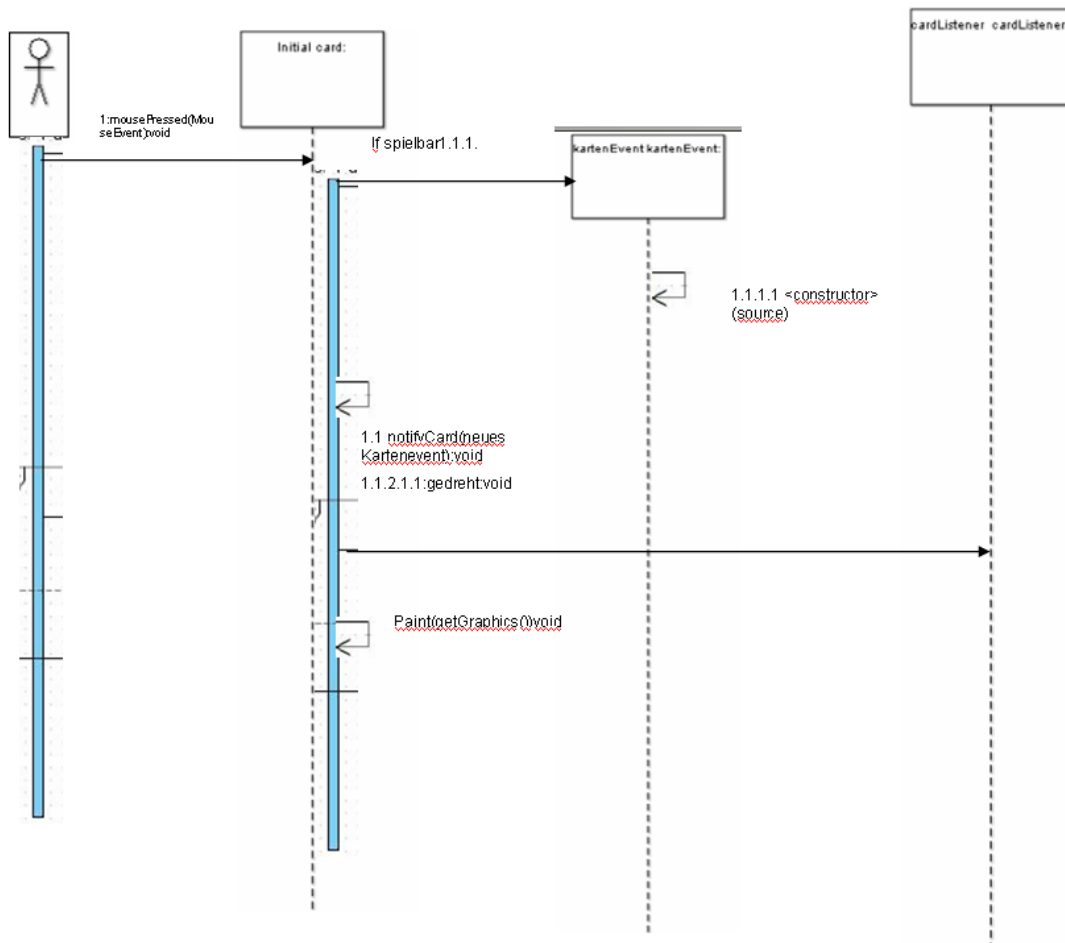 cardListener cardListener
Initial card:
1:mousePressed(Mou
seEvent):void
If spielbar1.1.1.
kartenEvent kartenEvent:
1.1.1.1 <constructor>
(source)
1.1 notifyCard(neues
Kartenevent):void
1.1.2.1.1:gedreht:void
Paint(getGraphics())void